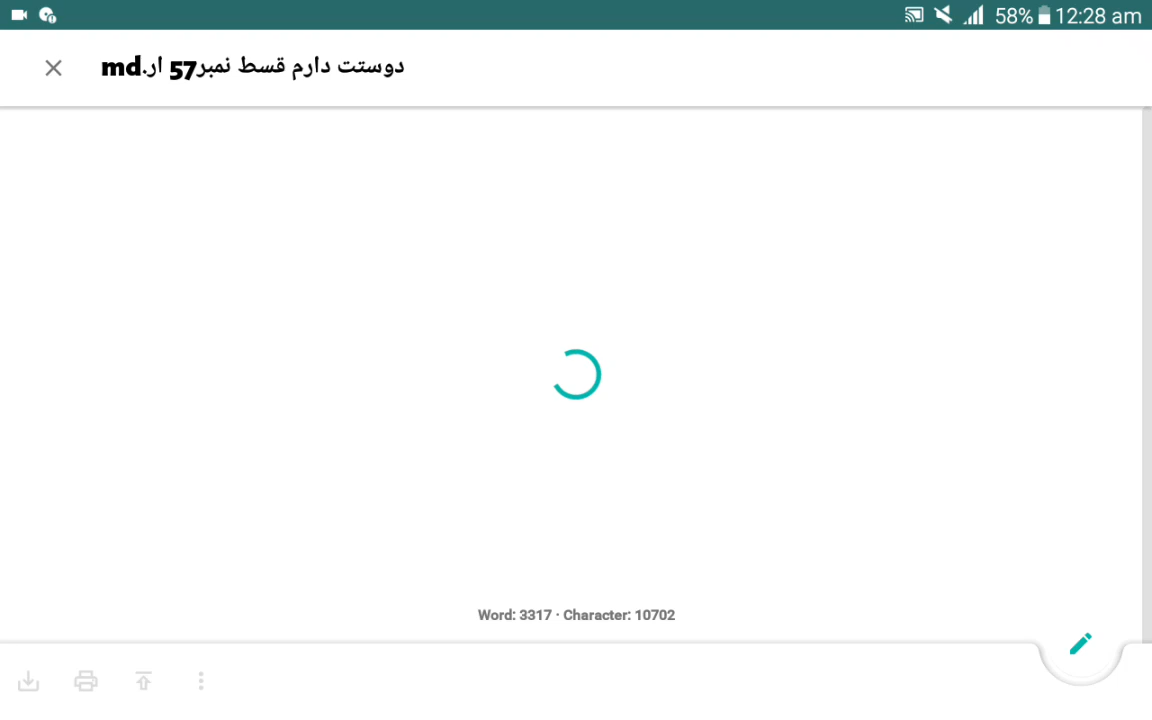 58% 12:28 am
دوستت دارم قسط نمبر57 ار.md
Word: 3317 · Character: 10702